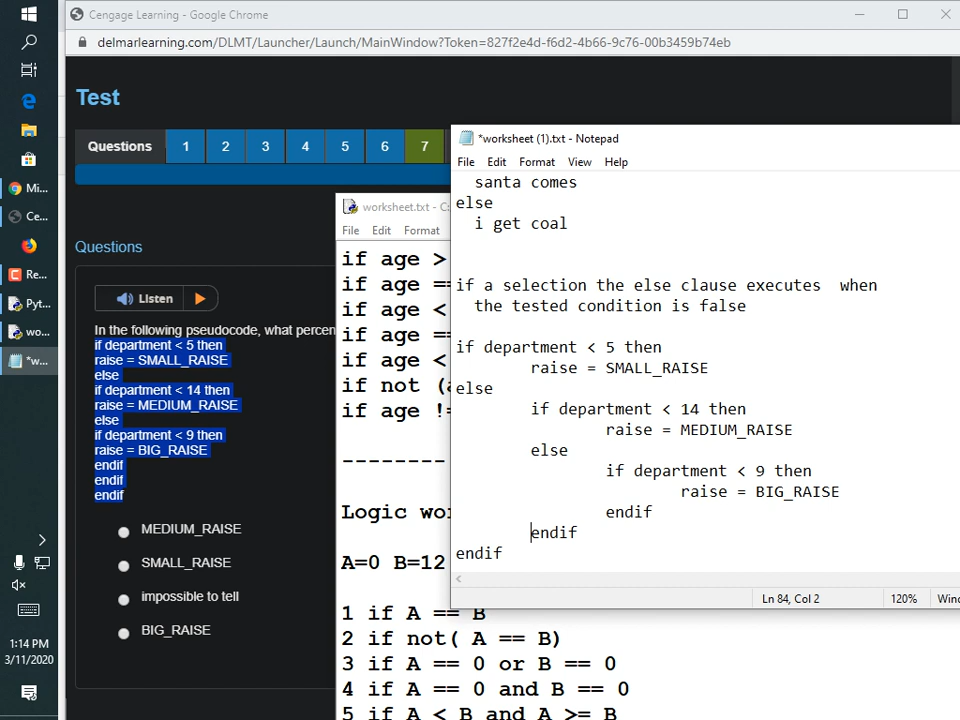 Cengage Learning - Google Chrome
delmarlearning.com/DLMT/Launcher/Launch/MainWindow?Token=827f2e4d-f6d2-4b66-9c76-00b3459b74eb
Test
Questions 1 2 3 4 5 6 7
Questions
Listen
In the following pseudocode, what percen
if department < 5 then
raise = SMALL_RAISE
else
if department < 14 then
raise = MEDIUM_RAISE
else
if department < 9 then
raise = BIG_RAISE
endif
endif
endif
MEDIUM_RAISE
SMALL_RAISE
impossible to tell
BIG_RAISE
worksheet.txt - C:
File Edit Format
if age >
if age ==
if age <
if age ==
if age <
if not (a
if age !=
--------
Logic wo
A=0 B=12
1 if A == B
2 if not( A == B)
3 if A == 0 or B == 0
4 if A == 0 and B == 0
5 if A < B and A >= B
*worksheet (1).txt - Notepad
File Edit Format View Help
santa comes
else
i get coal
if a selection the else clause executes  when
the tested condition is false
if department < 5 then
raise = SMALL_RAISE
else
if department < 14 then
raise = MEDIUM_RAISE
else
if department < 9 then
raise = BIG_RAISE
endif
endif
endif
Ln 84, Col 2 120% Wind
Mi...
Ce...
Re...
Pyt...
wo...
*w...
1:14 PM
3/11/2020